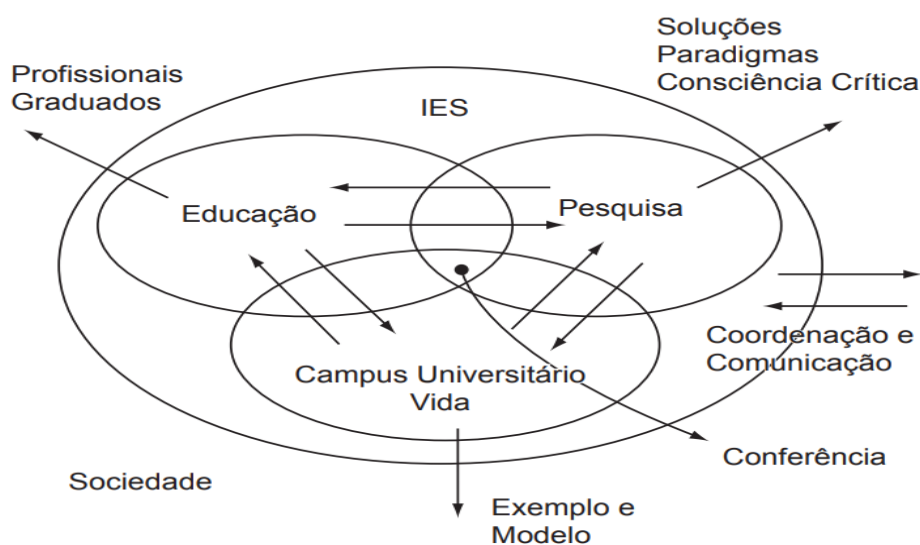 Soluções
Paradigmas
Consciência Crítica
Profissionais
Graduados
IES
Educação
Pesquisa
Coordenação e
Comunicação
Campus Universitário
Vida
Conferência
Sociedade
Exemplo e
Modelo